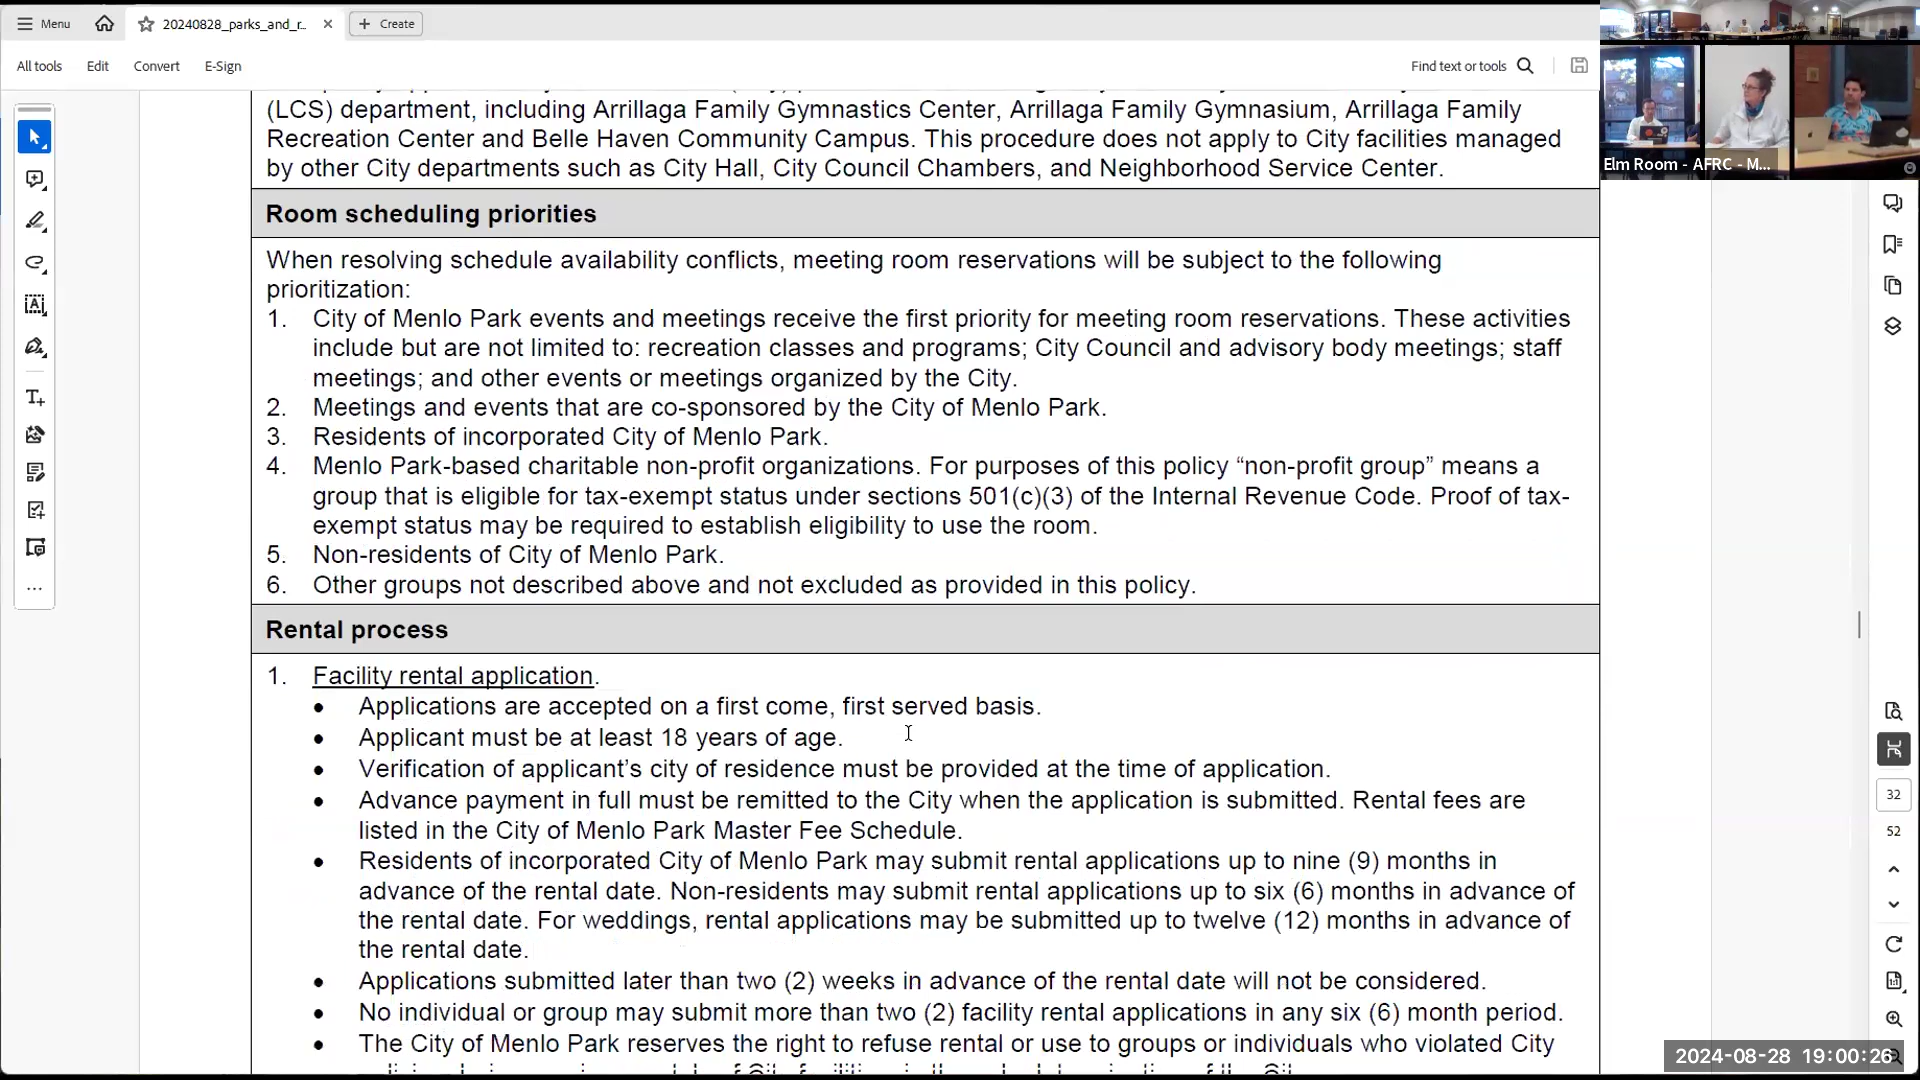 Menu
20240828_parks_and_r...
Create
All tools
Edit
Convert
E-Sign
Find text or tools
(LCS) department, including Arrillaga Family Gymnastics Center, Arrillaga Family Gymnasium, Arrillaga Family
Recreation Center and Belle Haven Community Campus. This procedure does not apply to City facilities managed
by other City departments such as City Hall, City Council Chambers, and Neighborhood Service Center.
Elm Room - AFRC - M...
Room scheduling priorities
When resolving schedule availability conflicts, meeting room reservations will be subject to the following
prioritization:
1. City of Menlo Park events and meetings receive the first priority for meeting room reservations. These activities
include but are not limited to: recreation classes and programs; City Council and advisory body meetings; staff
meetings; and other events or meetings organized by the City.
2. Meetings and events that are co-sponsored by the City of Menlo Park.
3. Residents of incorporated City of Menlo Park.
4. Menlo Park-based charitable non-profit organizations. For purposes of this policy “non-profit group” means a
group that is eligible for tax-exempt status under sections 501(c)(3) of the Internal Revenue Code. Proof of tax-
exempt status may be required to establish eligibility to use the room.
5. Non-residents of City of Menlo Park.
6. Other groups not described above and not excluded as provided in this policy.
Rental process
1. Facility rental application.
• Applications are accepted on a first come, first served basis.
• Applicant must be at least 18 years of age.
• Verification of applicant’s city of residence must be provided at the time of application.
• Advance payment in full must be remitted to the City when the application is submitted. Rental fees are
listed in the City of Menlo Park Master Fee Schedule.
• Residents of incorporated City of Menlo Park may submit rental applications up to nine (9) months in
advance of the rental date. Non-residents may submit rental applications up to six (6) months in advance of
the rental date. For weddings, rental applications may be submitted up to twelve (12) months in advance of
the rental date.
• Applications submitted later than two (2) weeks in advance of the rental date will not be considered.
• No individual or group may submit more than two (2) facility rental applications in any six (6) month period.
• The City of Menlo Park reserves the right to refuse rental or use to groups or individuals who violated City
32
52
2024-08-28 19:00:26